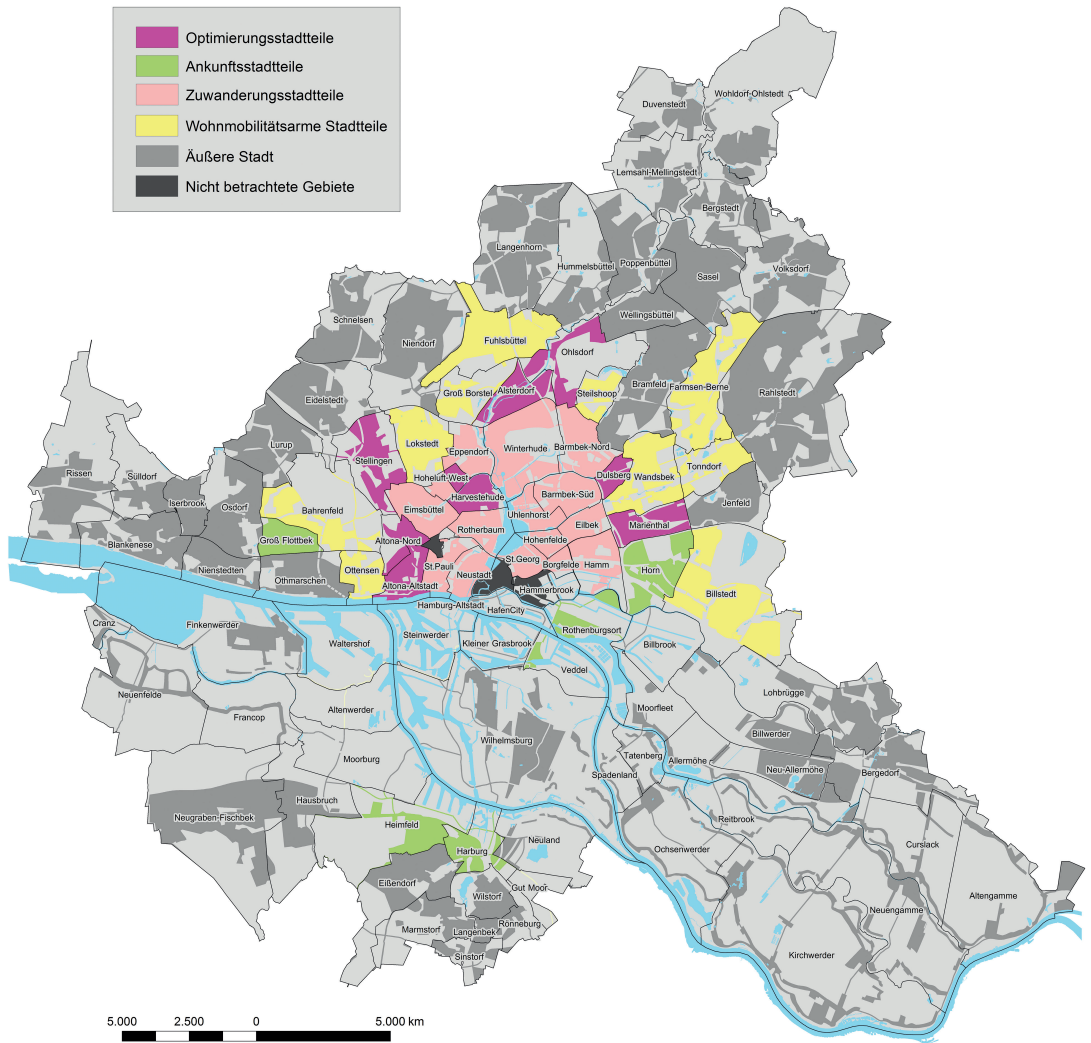 Optimierungsstadtteile
Ankunftsstadtteile
Zuwanderungsstadtteile
Wohnmobilitätsarme Stadtteile
Äußere Stadt
Nicht betrachtete Gebiete
Wohldorf-Ohlstedt
Duvenstedt
Lemsahl-Mellingstedt
Bergstedt
Langenhorn
Hummelsbüttel
Poppenbüttel
Sasel
Volksdorf
Schnelsen
Niendorf
Fuhlsbüttel
Wellingsbüttel
Ohlsdorf
Eidelstedt
Groß Borstel
Alsterdorf
Steilshoop
Bramfeld
Farmsen-Berne
Rahlstedt
Lurup
Stellingen
Lokstedt
Eppendorf
Winterhude
Barmbek-Nord
Rissen
Sülldorf
Iserbrook
Osdorf
Bahrenfeld
Hoheluft-West
Harvestehude
Dulsberg
Wandsbek
Tonndorf
Jenfeld
Eimsbüttel
Rotherbaum
Uhlenhorst
Barmbek-Süd
Eilbek
Marienthal
Blankenese
Nienstedten
Groß Flottbek
Othmarschen
Ottensen
Altona-Nord
Altona-Altstadt
St.Pauli
Neustadt
St.Georg
Hohenfelde
Borgfelde
Hamm
Horn
Billstedt
Hamburg-Altstadt
Hammerbrook
HafenCity
Cranz
Finkenwerder
Waltershof
Steinwerder
Kleiner Grasbrook
Rothenburgsort
Veddel
Billbrook
Neuenfelde
Francop
Altenwerder
Moorburg
Wilhelmsburg
Moorfleet
Lohbrügge
Billwerder
Tatenberg
Allermöhe
Spadenland
Neu-Allermöhe
Bergedorf
Neugraben-Fischbek
Hausbruch
Heimfeld
Harburg
Neuland
Reitbrook
Ochsenwerder
Curslack
Eißendorf
Wilstorf
Gut Moor
Rönneburg
Marmstorf
Langenbek
Sinstorf
Neuengamme
Altengamme
Kirchwerder
5.000 2.500 0 5.000 km